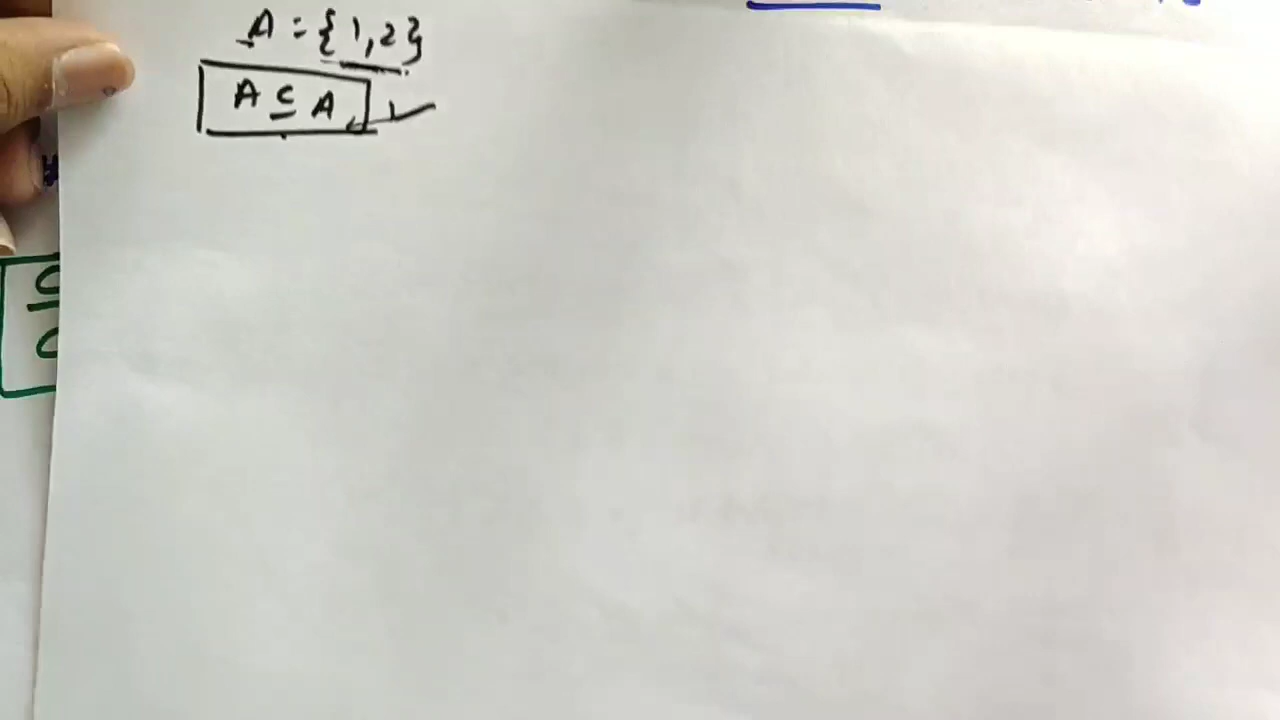 A = {1,2}
A ⊆ A